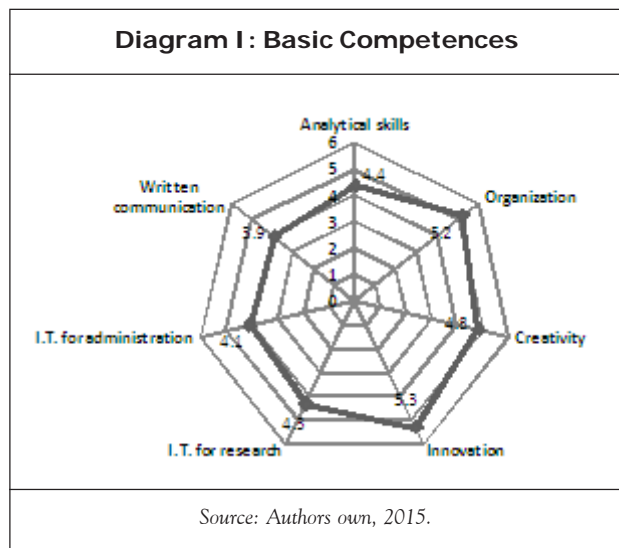 Diagram I: Basic Competences
Analytical skills
6
5
4.4
4
3
2
1
0
Organization
5.2
Creativity
4.8
Innovation
5.3
I.T. for research
4.3
I.T. for administration
4.1
Written
communication
3.9
Source: Authors own, 2015.